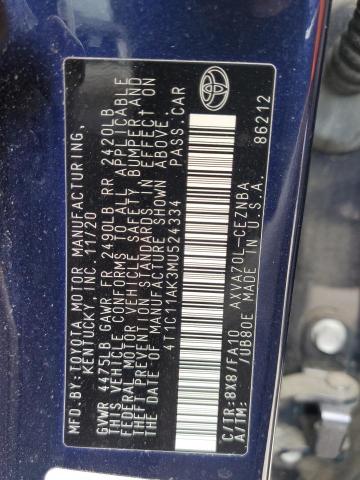 MFD. BY: TOYOTA MOTOR MANUFACTURING,
KENTUCKY, INC. 11/20
GVWR 4475LB GAWR FR 2490LB RR 2420LB
THIS VEHICLE CONFORMS TO ALL APPLICABLE
FEDERAL MOTOR VEHICLE SAFETY, BUMPER, AND
THEFT PREVENTION STANDARDS IN EFFECT ON
THE DATE OF MANUFACTURE SHOWN ABOVE.
4T1C11AK3MU524334 PASS. CAR
C/TR:8X8/FA10 AXVA70L-CEZNBA
A/TM: /UB80E MADE IN U.S.A.
86212